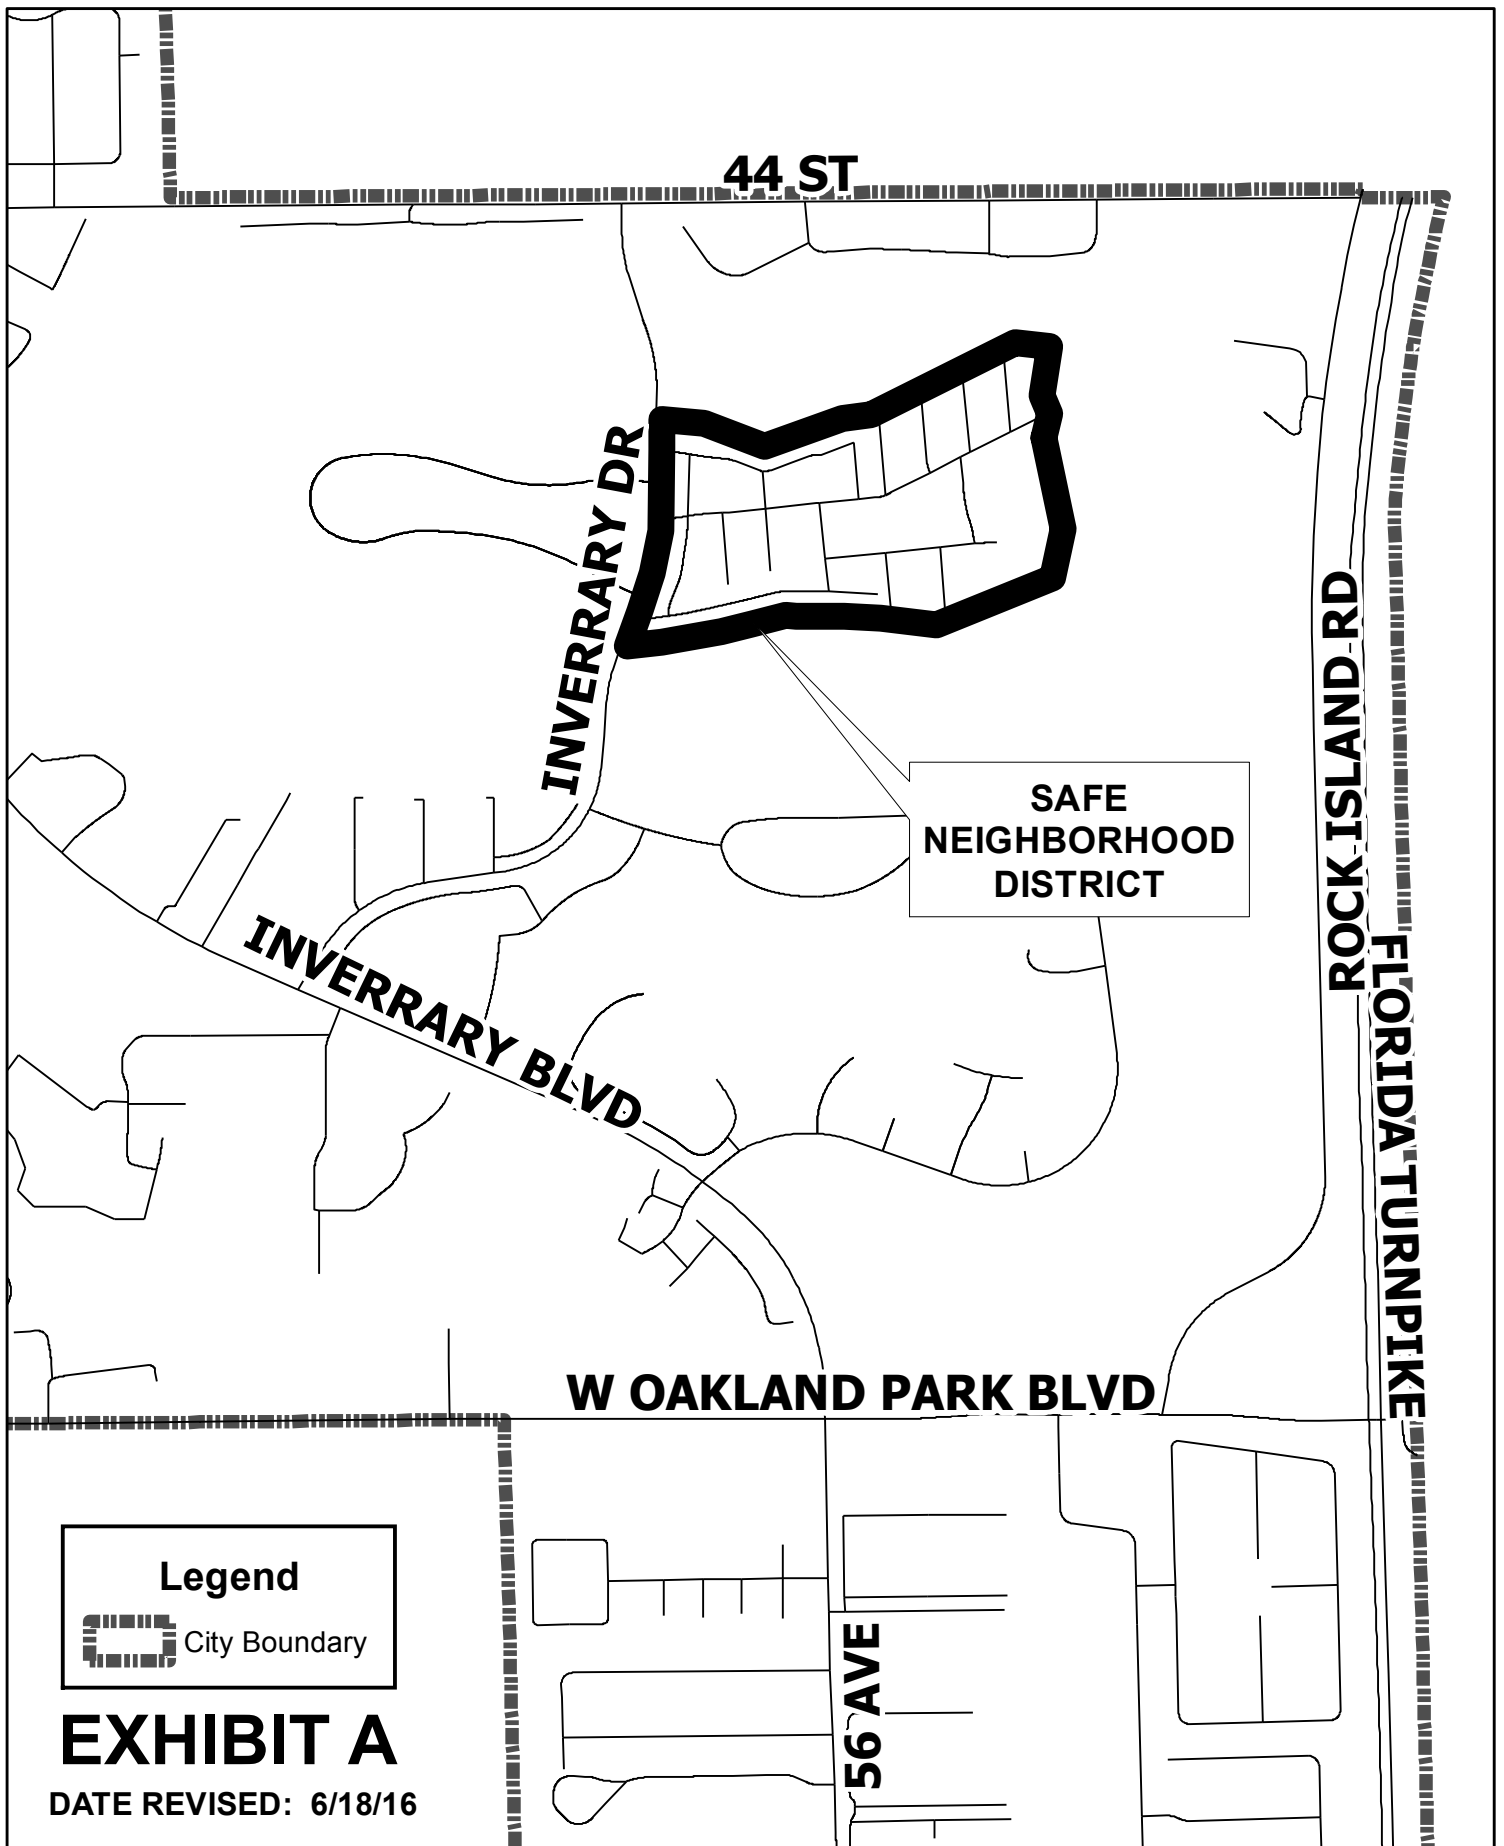 44 ST
INVERRARY DR
ROCK ISLAND RD
SAFE
NEIGHBORHOOD
DISTRICT
INVERRARY BLVD
FLORIDA TURNPIKE
W OAKLAND PARK BLVD
56 AVE
Legend
City Boundary
EXHIBIT A
DATE REVISED: 6/18/16